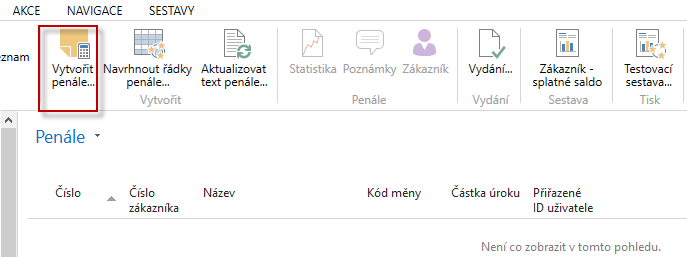 AKCE NAVIGACE SESTAVY
eznam
Vytvořit penále...
Navrhnout řádky penále...
Aktualizovat text penále...
Statistika
Poznámky
Zákazník
Vydání...
Zákazník - splatné saldo
Testovací sestava...
Vytvořit
Penále
Vydání
Sestava
Tisk
Penále
Číslo
Číslo zákazníka
Název
Kód měny
Částka úroku
Přiřazené ID uživatele
Není co zobrazit v tomto pohledu.